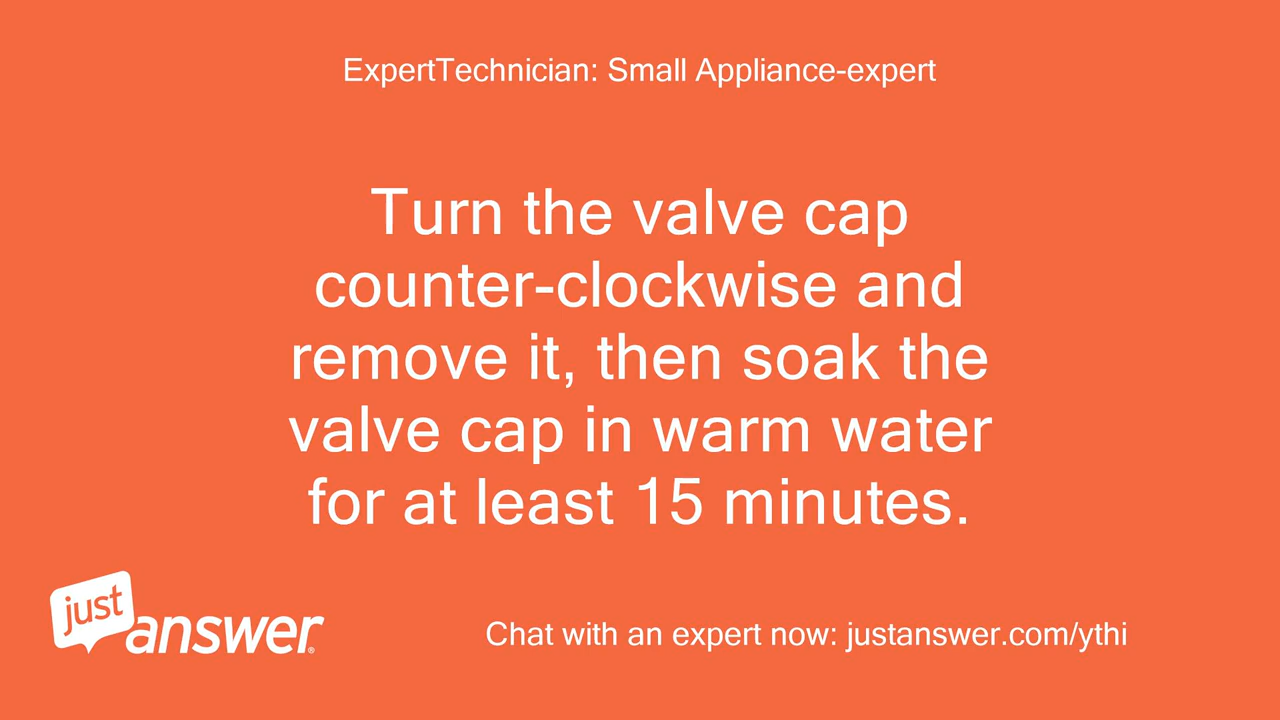 ExpertTechnician: Small Appliance-expert
Turn the valve cap
counter-clockwise and
remove it, then soak the
valve cap in warm water
for at least 15 minutes.
just
answer®
Chat with an expert now: justanswer.com/ythi